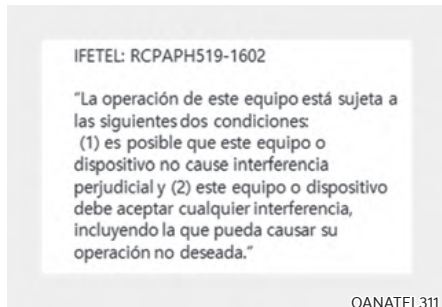 IFETEL: RCPAPH519-1602
“La operación de este equipo está sujeta a
las siguientes dos condiciones:
(1) es posible que este equipo o
dispositivo no cause interferencia
perjudicial y (2) este equipo o dispositivo
debe aceptar cualquier interferencia,
incluyendo la que pueda causar su
operación no deseada.”
OANATEL311